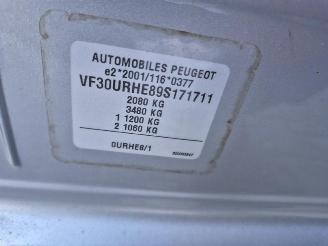 AUTOMOBILES PEUGEOT
e2*2001/116*0377
VF30URHE89S171711
2080 KG
3480 KG
1 1200 KG
2 1060 KG
0URHE8/1